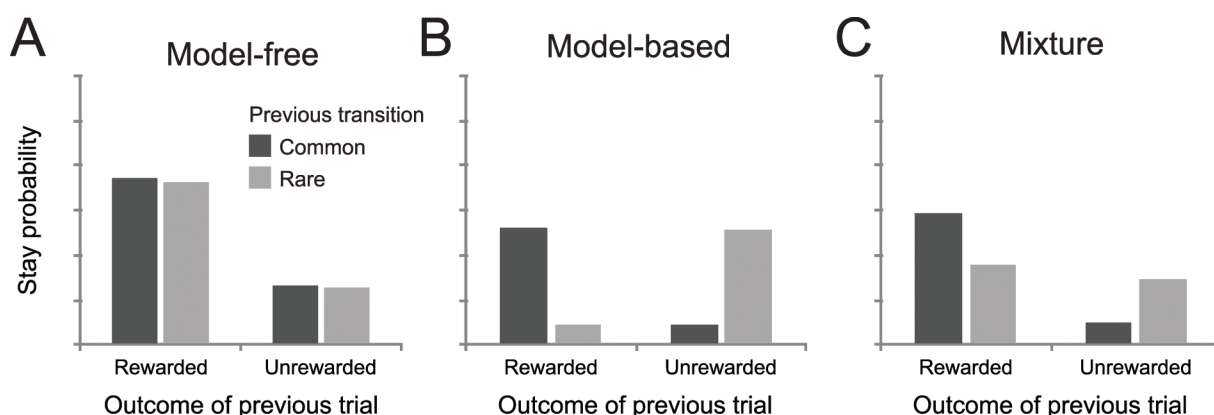 A
Model-free
Stay probability
Previous transition
Common
Rare
Rewarded
Unrewarded
Outcome of previous trial
B
Model-based
Rewarded
Unrewarded
Outcome of previous trial
C
Mixture
Rewarded
Unrewarded
Outcome of previous trial